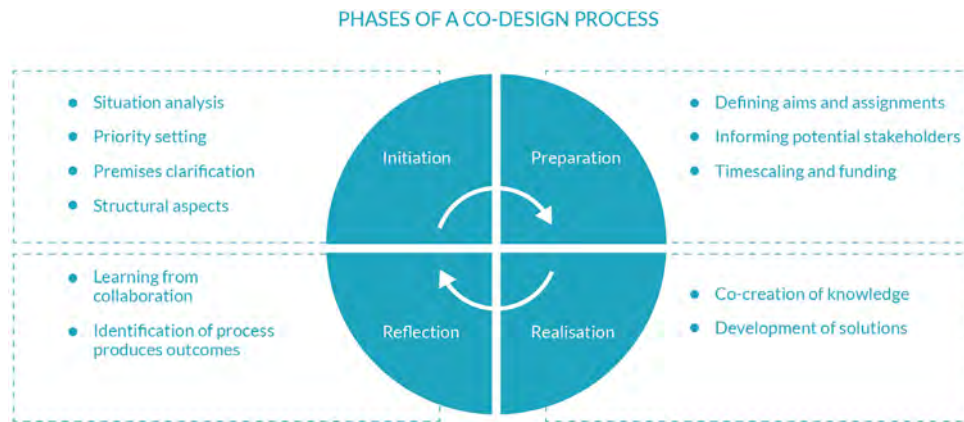 PHASES OF A CO-DESIGN PROCESS
Situation analysis
Priority setting
Premises clarification
Structural aspects
Initiation
Preparation
Defining aims and assignments
Informing potential stakeholders
Timescaling and funding
Learning from
collaboration
Identification of process
produces outcomes
Reflection
Realisation
Co-creation of knowledge
Development of solutions